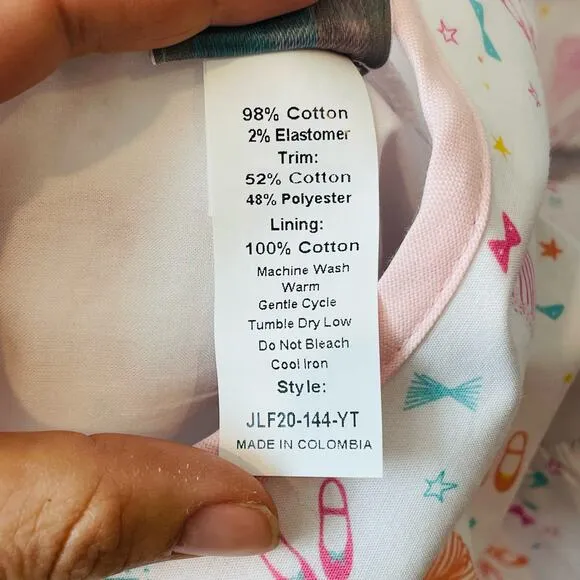 98% Cotton
2% Elastomer
Trim:
52% Cotton
48% Polyester
Lining:
100% Cotton
Machine Wash
Warm
Gentle Cycle
Tumble Dry Low
Do Not Bleach
Cool Iron
Style:
JLF20-144-YT
MADE IN COLOMBIA